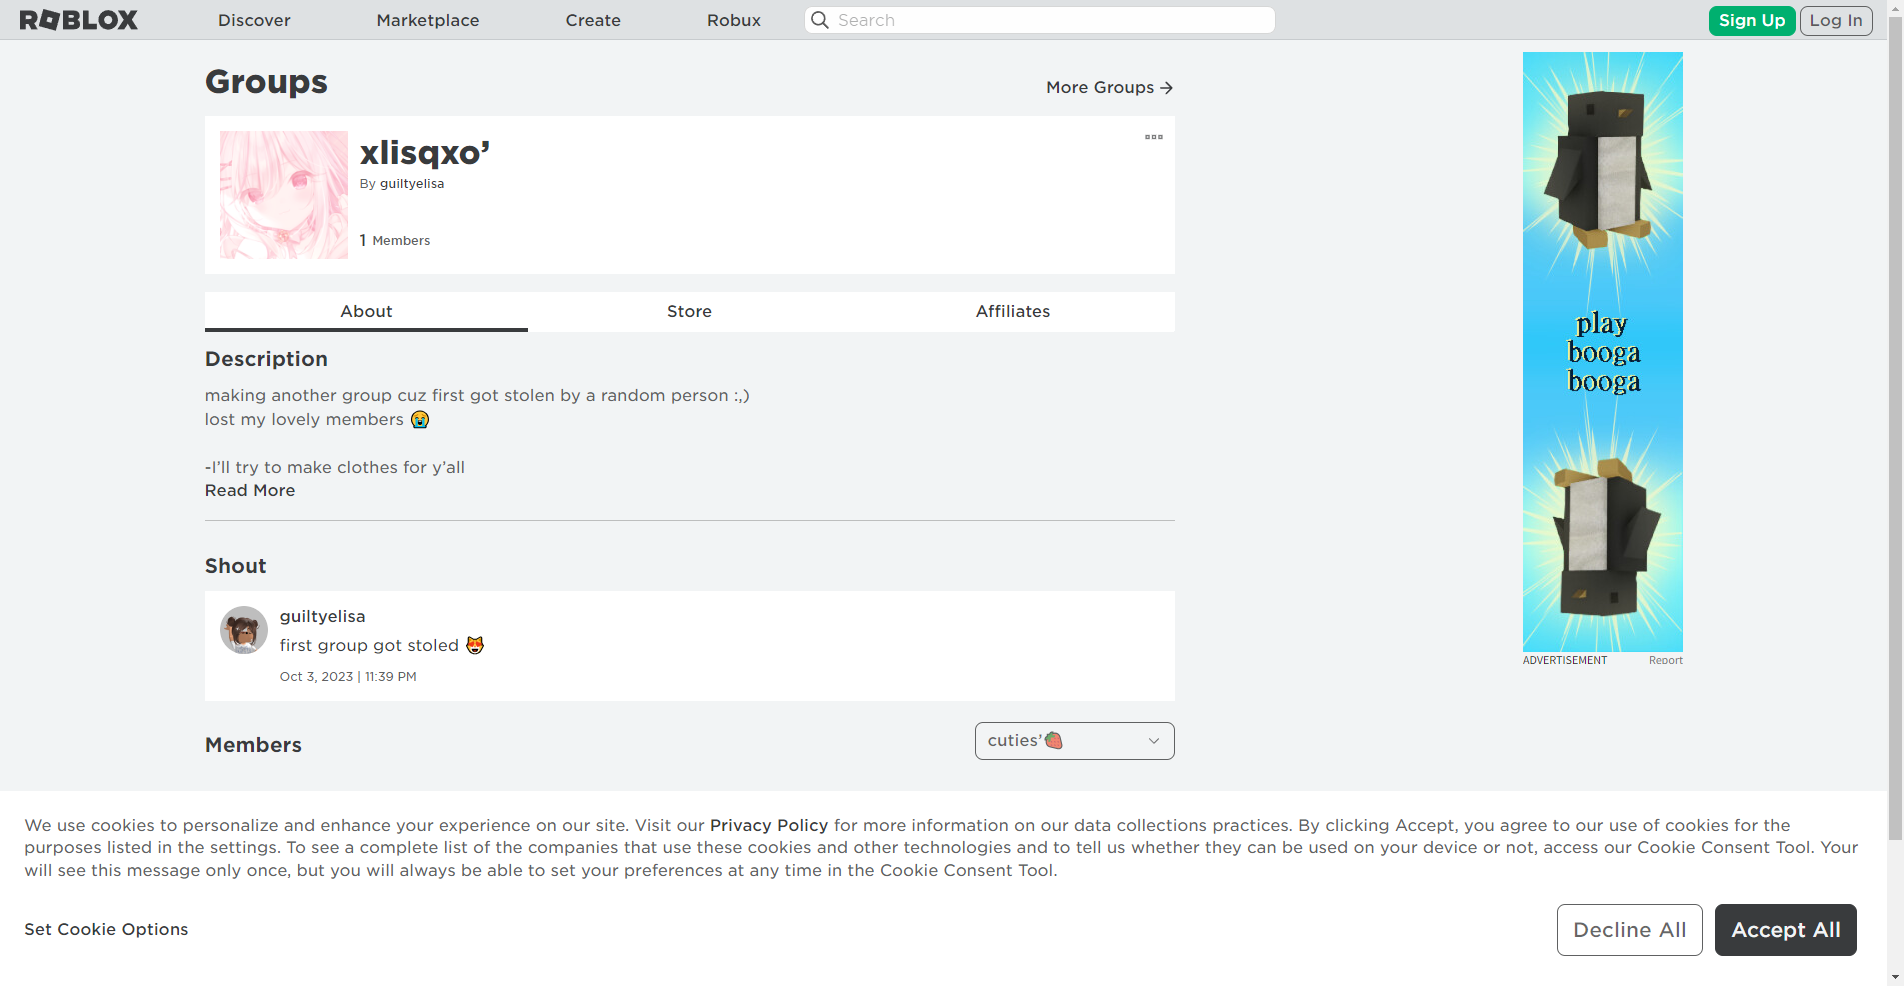 ROBLOX
Discover
Marketplace
Create
Robux
Search
Sign Up
Log In
Groups
More Groups →
xlisqxo’
By guiltyelisa
1 Members
About
Store
Affiliates
Description
making another group cuz first got stolen by a random person :,)
lost my lovely members 😭
-I’ll try to make clothes for y’all
Read More
Shout
guiltyelisa
first group got stoled 😻
Oct 3, 2023 | 11:39 PM
Members
cuties’🍓
play
booga
booga
ADVERTISEMENT
Report
We use cookies to personalize and enhance your experience on our site. Visit our Privacy Policy for more information on our data collections practices. By clicking Accept, you agree to our use of cookies for the
purposes listed in the settings. To see a complete list of the companies that use these cookies and other technologies and to tell us whether they can be used on your device or not, access our Cookie Consent Tool. Your
will see this message only once, but you will always be able to set your preferences at any time in the Cookie Consent Tool.
Set Cookie Options
Decline All
Accept All